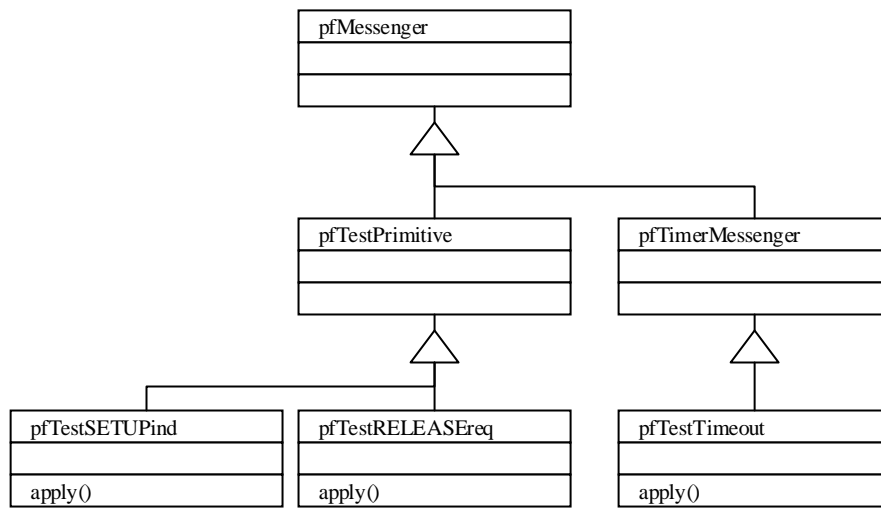 pfMessenger
pfTestPrimitive
pfTimerMessenger
pfTestSETUPind
pfTestRELEASEreq
pfTestTimeout
apply()
apply()
apply()